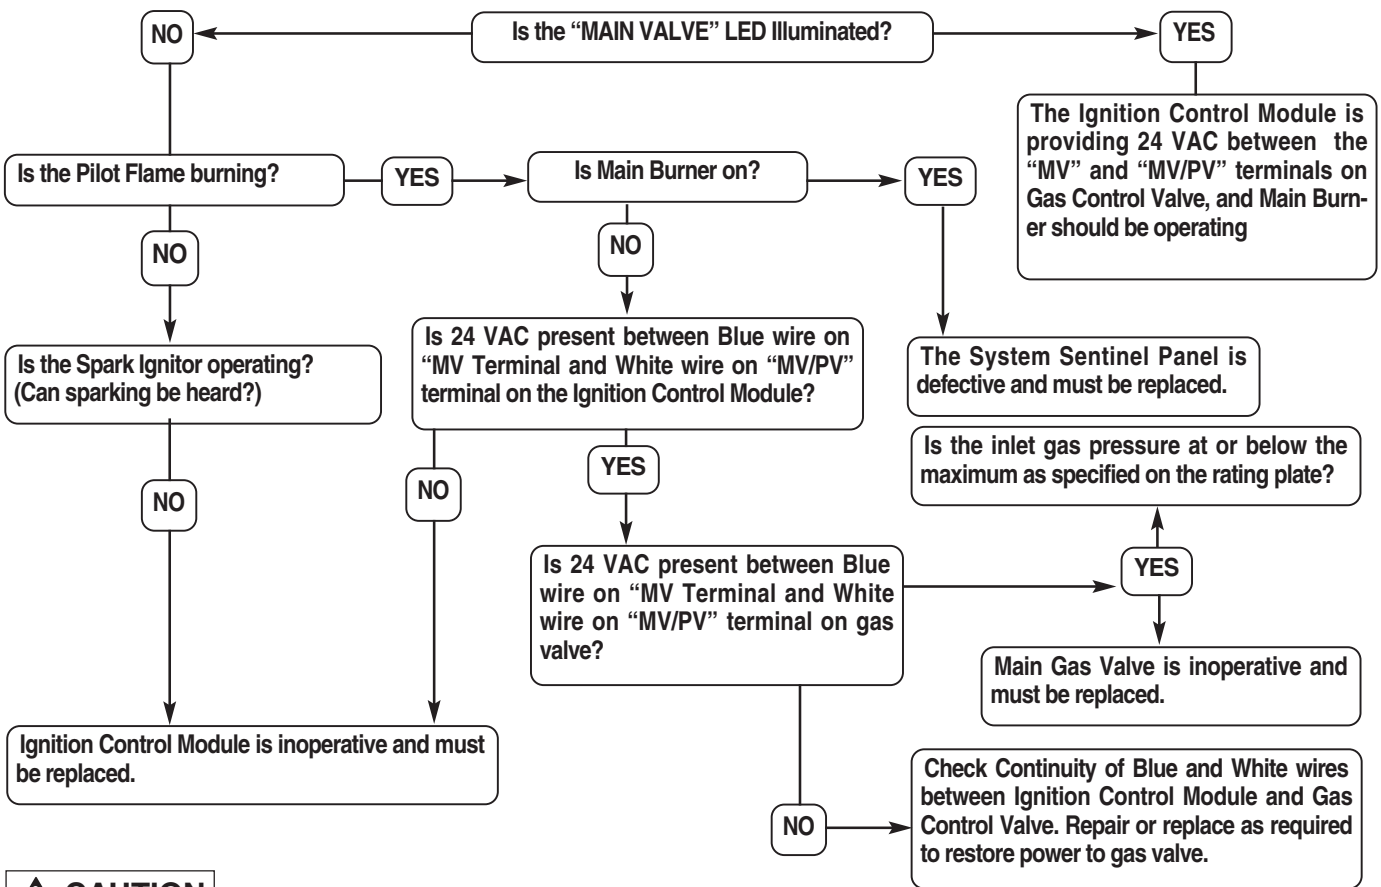 NO
Is the “MAIN VALVE” LED Illuminated?
YES
The Ignition Control Module is
providing 24 VAC between the
“MV” and “MV/PV” terminals on
Gas Control Valve, and Main Burn-
er should be operating
Is the Pilot Flame burning?
YES
Is Main Burner on?
YES
NO
NO
Is 24 VAC present between Blue wire on
“MV Terminal and White wire on “MV/PV”
terminal on the Ignition Control Module?
The System Sentinel Panel is
defective and must be replaced.
Is the Spark Ignitor operating?
(Can sparking be heard?)
Is the inlet gas pressure at or below the
maximum as specified on the rating plate?
YES
NO
NO
Is 24 VAC present between Blue
wire on “MV Terminal and White
wire on “MV/PV” terminal on gas
valve?
YES
Main Gas Valve is inoperative and
must be replaced.
Ignition Control Module is inoperative and must
be replaced.
NO
Check Continuity of Blue and White wires
between Ignition Control Module and Gas
Control Valve. Repair or replace as required
to restore power to gas valve.
CAUTION